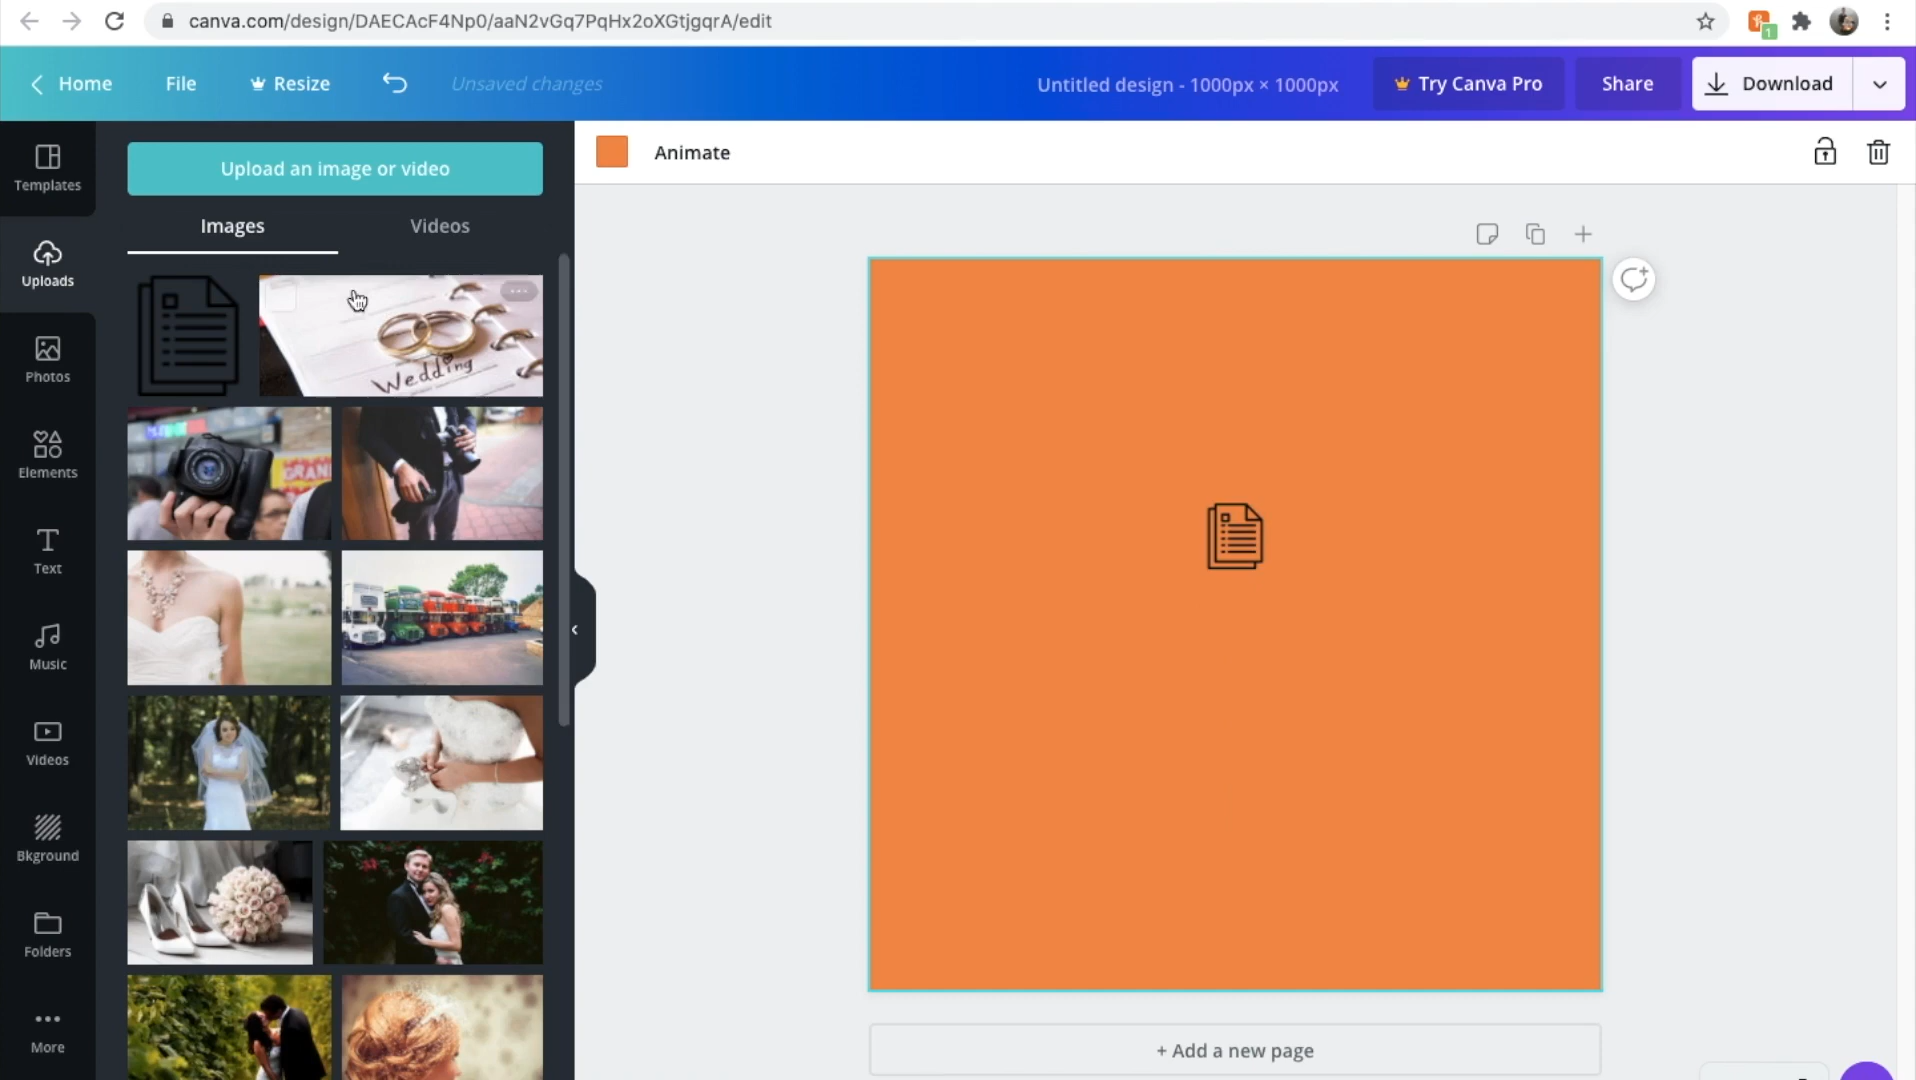 canva.com/design/DAECAcF4Np0/aaN2vGq7PqHx2oXGtjgqrA/edit
1
Home File Resize Unsaved changes Untitled design - 1000px × 1000px Try Canva Pro Share Download
Templates
Uploads
Photos
Elements
Text
Music
Videos
Bkground
Folders
More
Upload an image or video
Images Videos
Wedding
GRAN
Animate
+ Add a new page